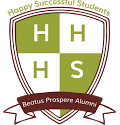 Happy Successful Students
H H
H S
Beatus Prospere Alumni